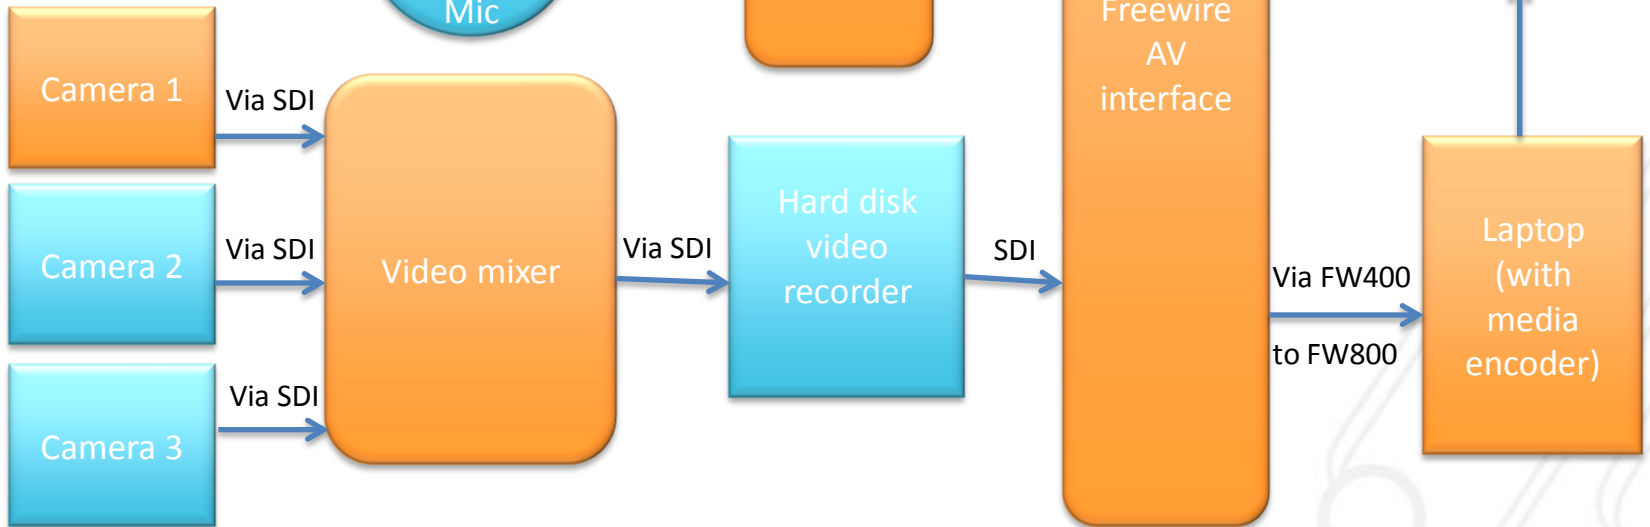 Mic
Freewire
AV
interface
Camera 1
Via SDI
Camera 2
Via SDI
Video mixer
Via SDI
Hard disk
video
recorder
SDI
Via FW400
to FW800
Laptop
(with
media
encoder)
Camera 3
Via SDI